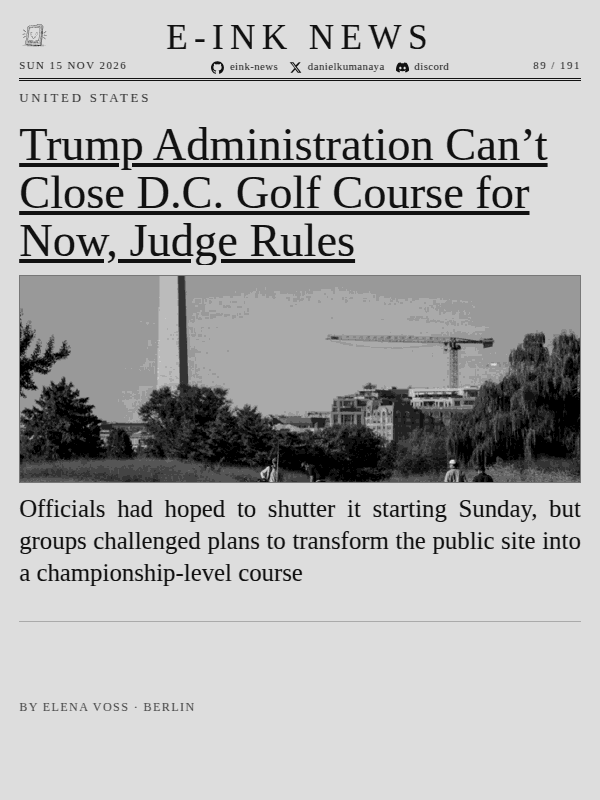 E-INK NEWS
SUN 15 NOV 2026 eink-news danielkumanaya discord 89 / 191
UNITED STATES
Trump Administration Can’t
Close D.C. Golf Course for
Now, Judge Rules
Officials had hoped to shutter it starting Sunday, but
groups challenged plans to transform the public site into
a championship-level course
BY ELENA VOSS · BERLIN